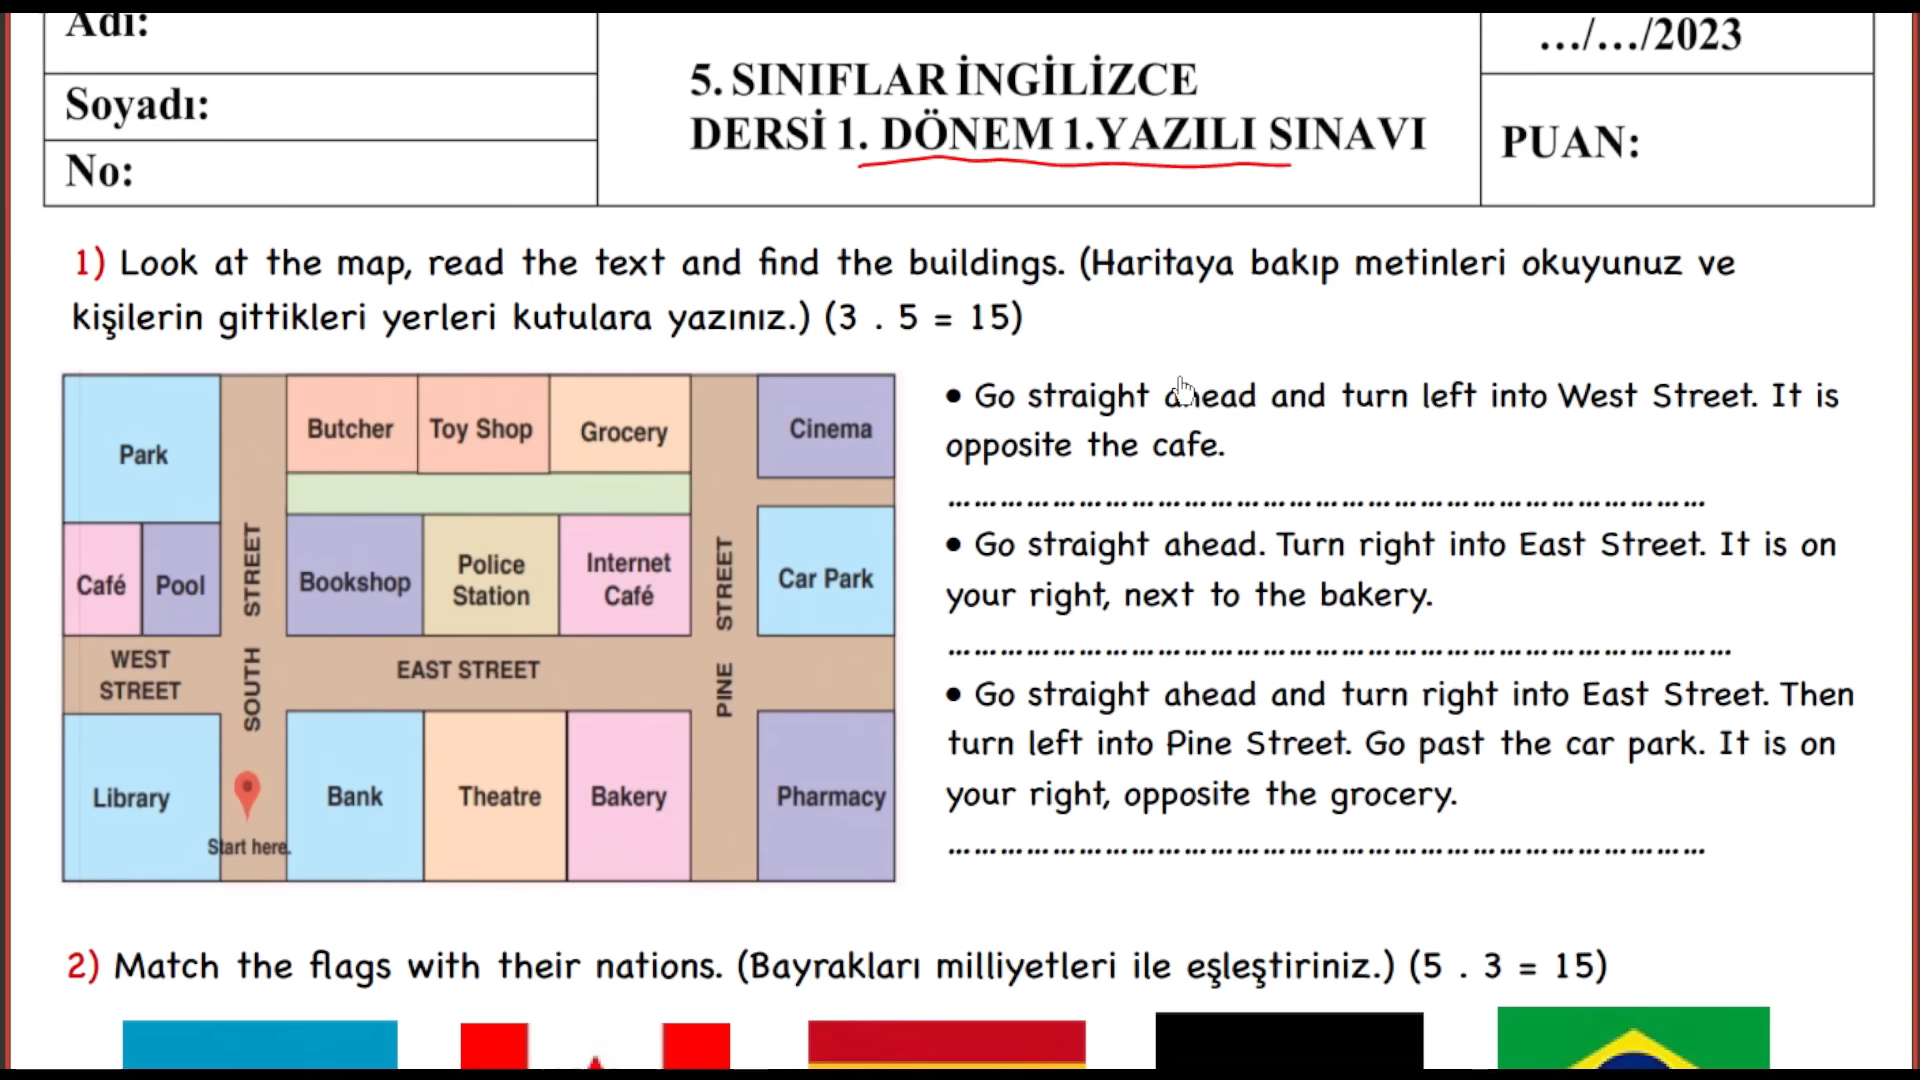 Adı:
Soyadı:
No:
5. SINIFLAR İNGİLİZCE
DERSİ 1. DÖNEM 1.YAZILI SINAVI
.../.../2023
PUAN:
1) Look at the map, read the text and find the buildings. (Haritaya bakıp metinleri okuyunuz ve
kişilerin gittikleri yerleri kutulara yazınız.) (3 . 5 = 15)
Park
Butcher
Toy Shop
Grocery
Cinema
Café
Pool
SOUTH STREET
Bookshop
Police
Station
Internet
Café
PINE STREET
Car Park
WEST
STREET
EAST STREET
Library
Start here.
Bank
Theatre
Bakery
Pharmacy
• Go straight ahead and turn left into West Street. It is
opposite the cafe.
................................................................................
• Go straight ahead. Turn right into East Street. It is on
your right, next to the bakery.
................................................................................
• Go straight ahead and turn right into East Street. Then
turn left into Pine Street. Go past the car park. It is on
your right, opposite the grocery.
................................................................................
2) Match the flags with their nations. (Bayrakları milliyetleri ile eşleştiriniz.) (5 . 3 = 15)